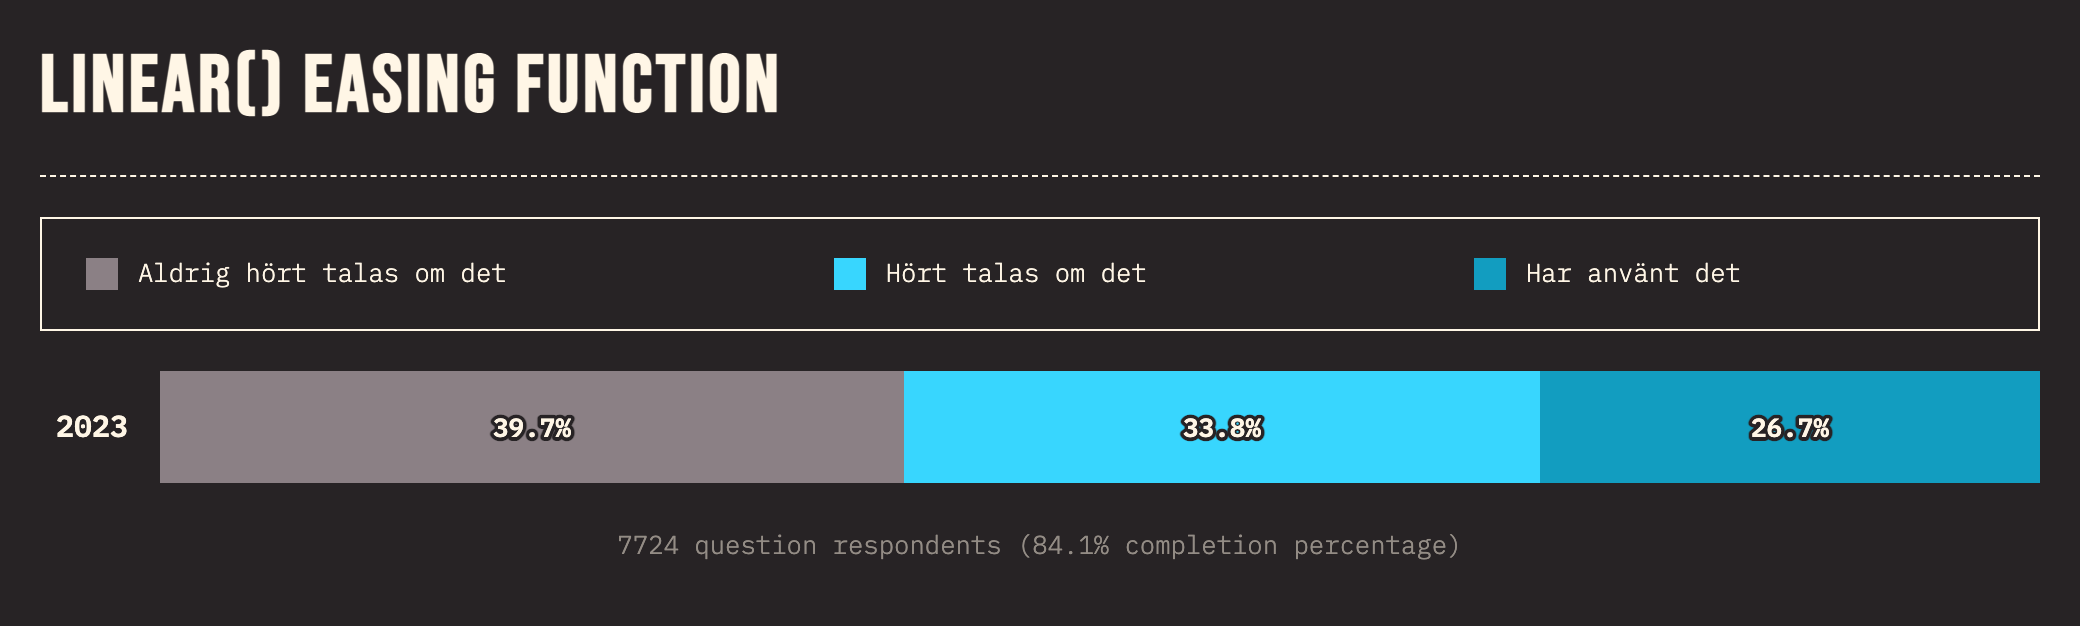 LINEAR() EASING FUNCTION
Aldrig hört talas om det
Hört talas om det
Har använt det
2023
39.7%
33.8%
26.7%
7724 question respondents (84.1% completion percentage)